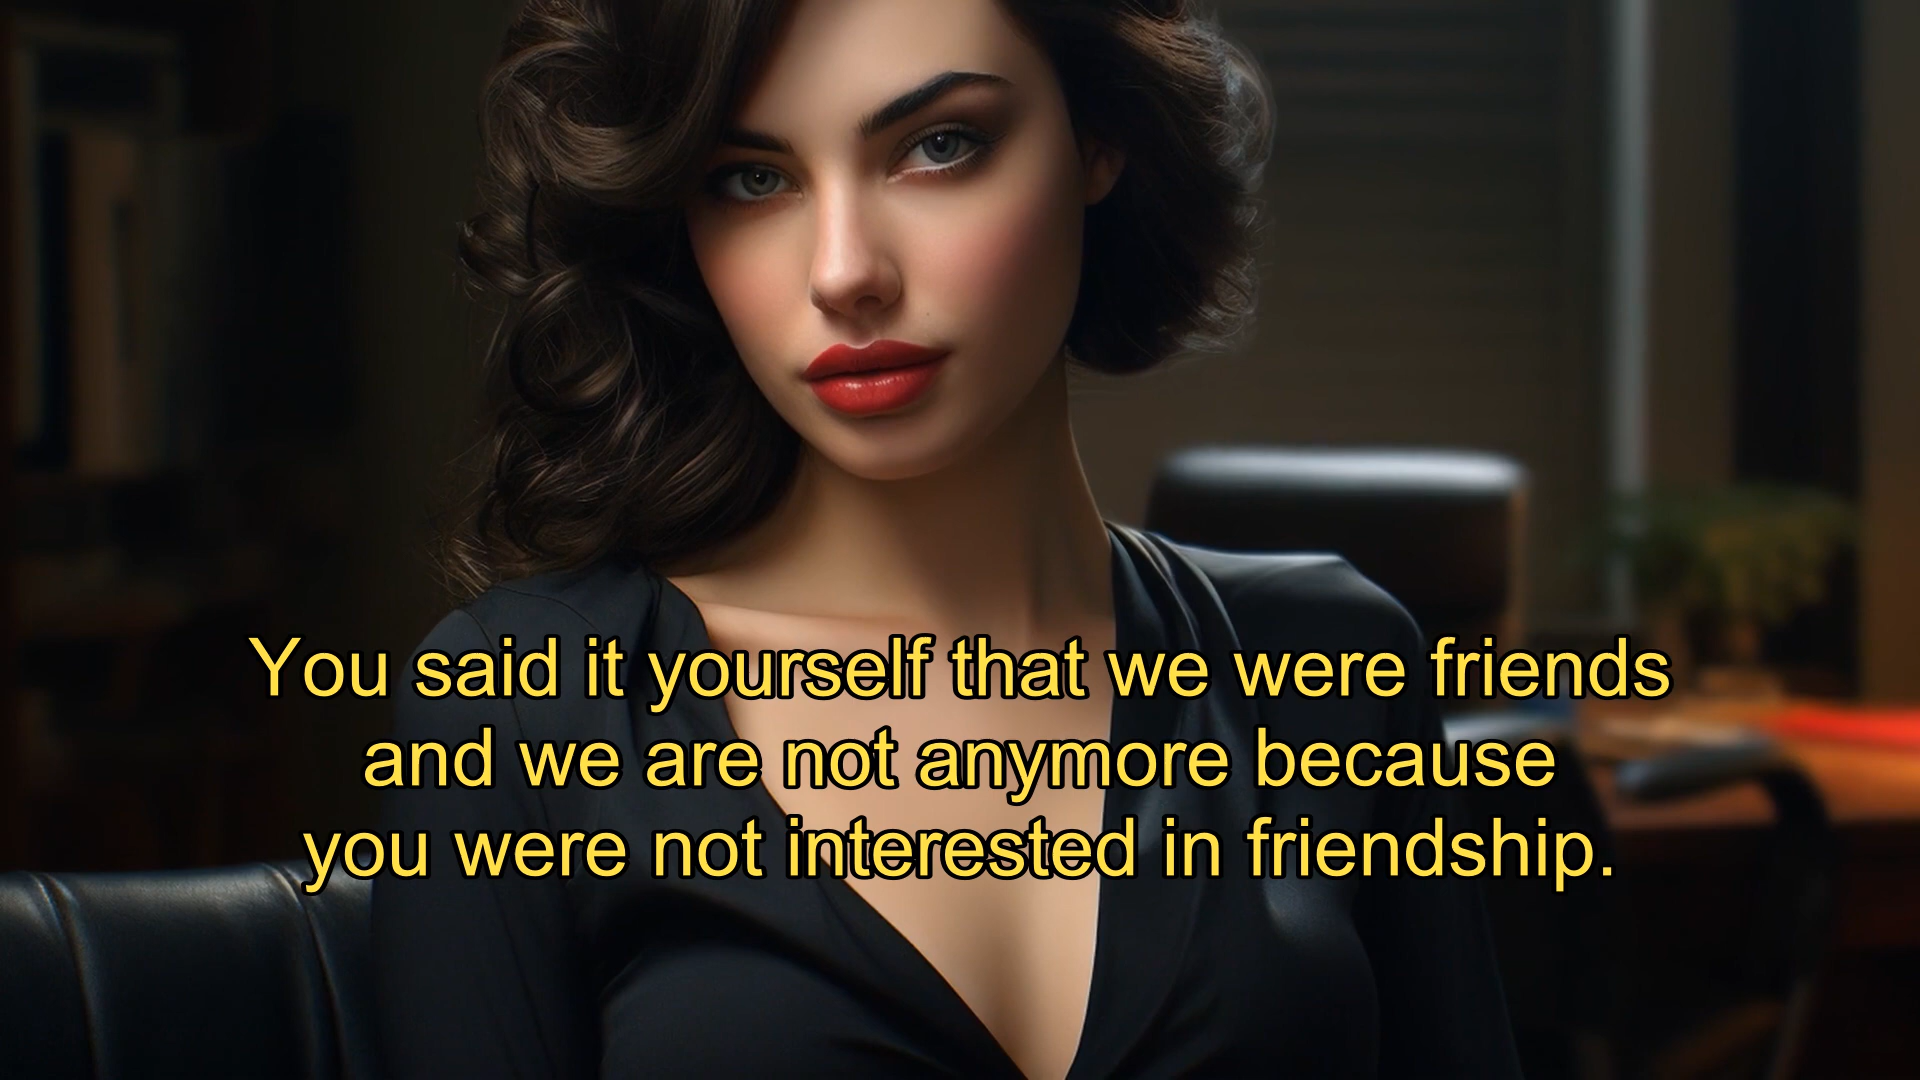 You said it yourself that we were friends
and we are not anymore because
you were not interested in friendship.